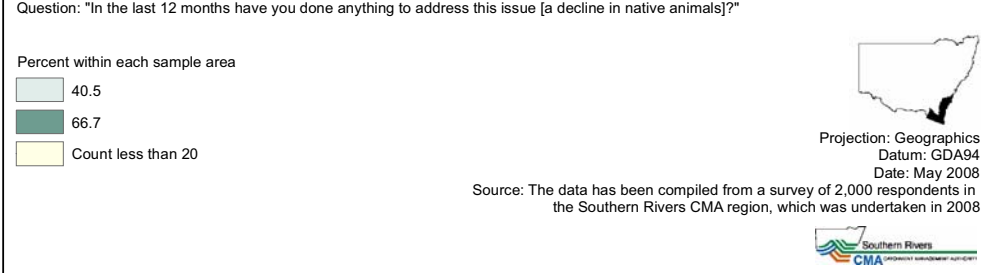 Question: "In the last 12 months have you done anything to address this issue [a decline in native animals]?"
Percent within each sample area
40.5
66.7
Count less than 20
Projection: Geographics
Datum: GDA94
Date: May 2008
Source: The data has been compiled from a survey of 2,000 respondents in
the Southern Rivers CMA region, which was undertaken in 2008
Southern Rivers
CMA CATCHMENT MANAGEMENT AUTHORITY